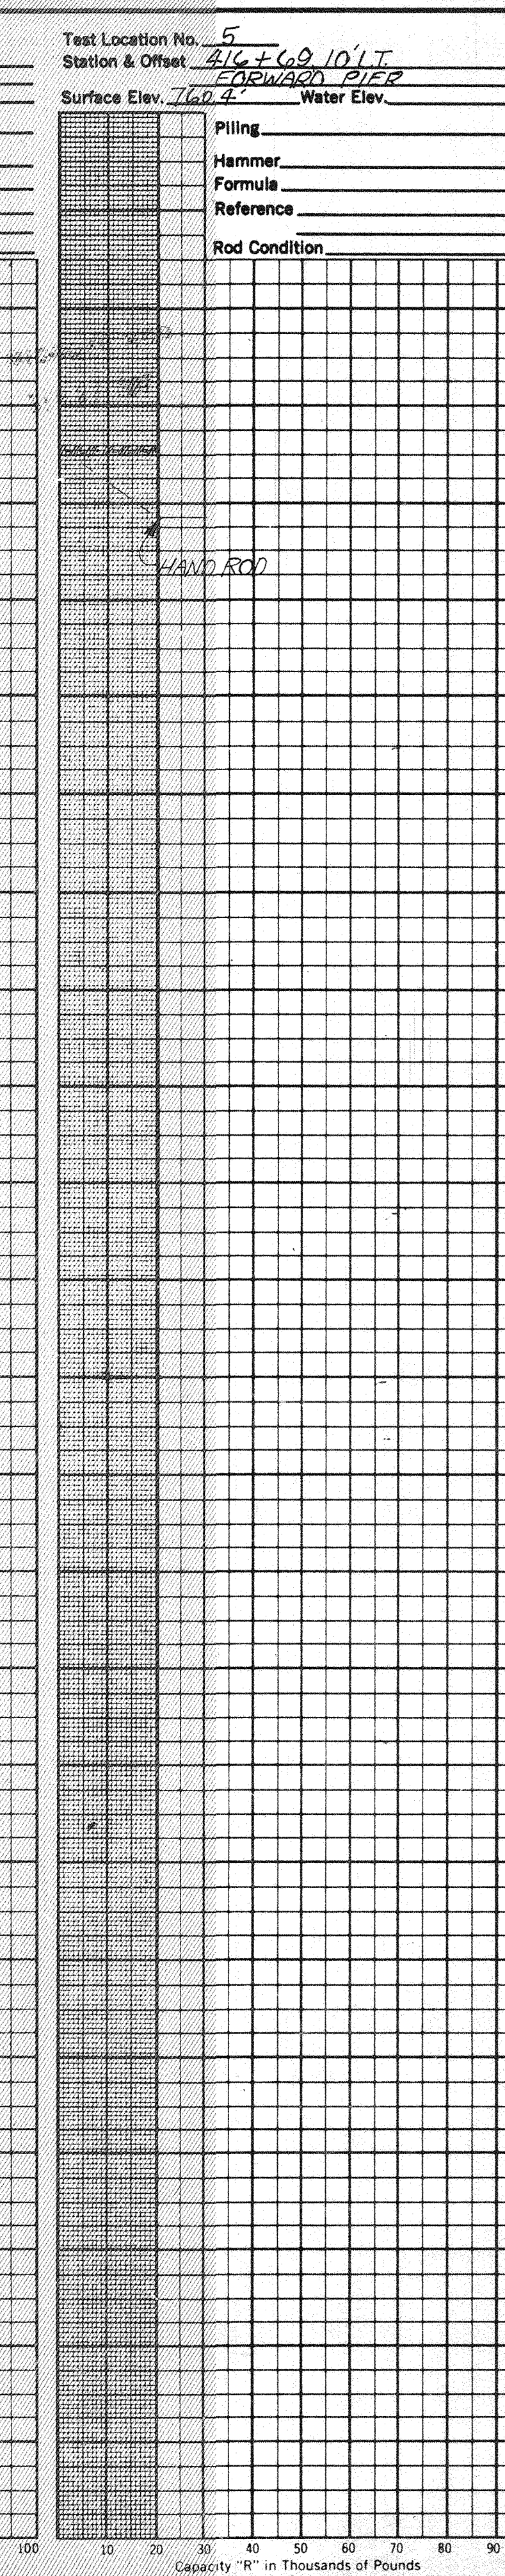 Test Location No. 5
Station & Offset 416+69, 10' LT.
FORWARD PIER
Surface Elev. 760.4' Water Elev.
Piling
Hammer
Formula
Reference
Rod Condition
HAND ROD
100 10 20 30 40 50 60 70 80 90
Capacity "R" in Thousands of Pounds